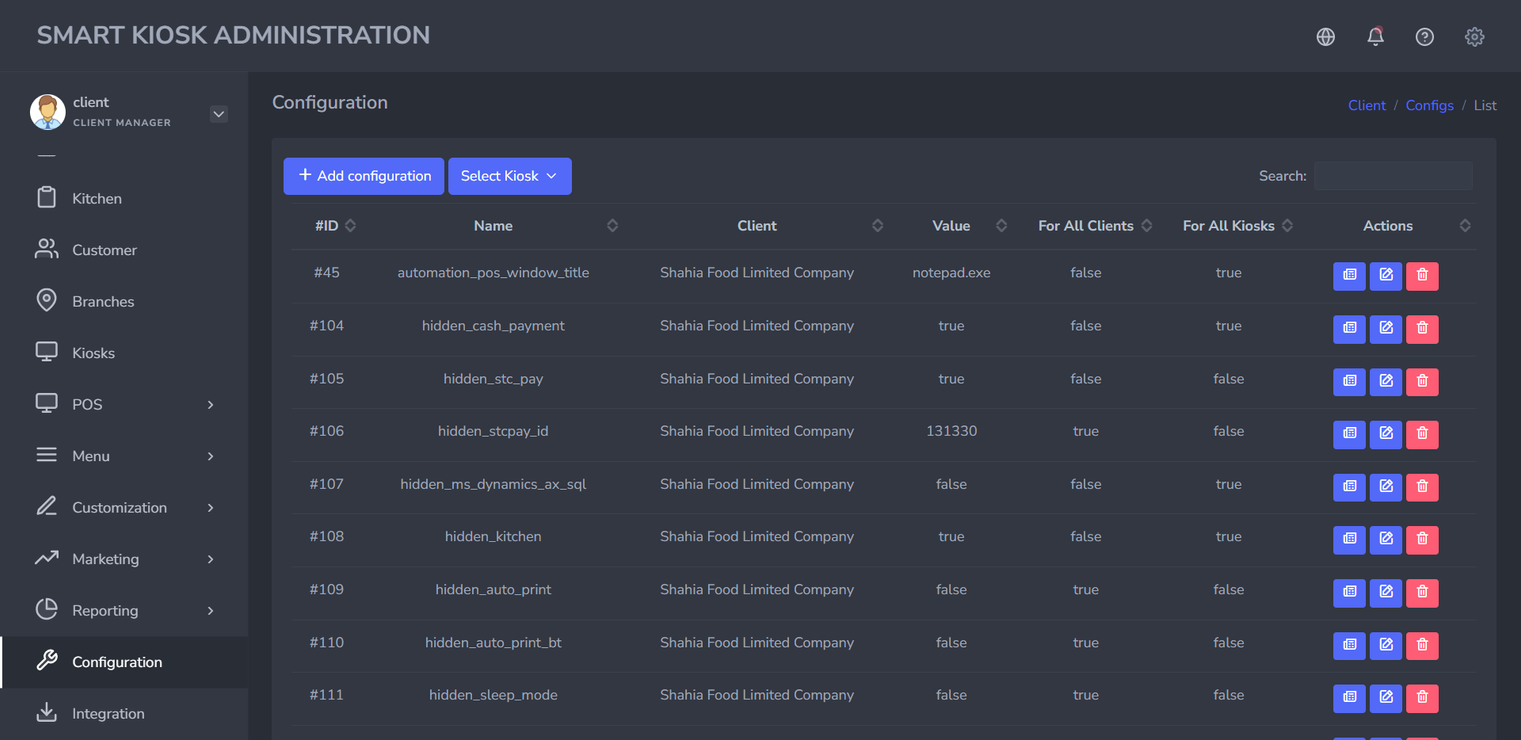 SMART KIOSK ADMINISTRATION
client
CLIENT MANAGER
Kitchen
Customer
Branches
Kiosks
POS
Menu
Customization
Marketing
Reporting
Configuration
Integration
Configuration
Client / Configs / List
+ Add configuration Select Kiosk Search:
#ID Name Client Value For All Clients For All Kiosks Actions
#45 automation_pos_window_title Shahia Food Limited Company notepad.exe false true
#104 hidden_cash_payment Shahia Food Limited Company true false true
#105 hidden_stc_pay Shahia Food Limited Company true false false
#106 hidden_stcpay_id Shahia Food Limited Company 131330 true false
#107 hidden_ms_dynamics_ax_sql Shahia Food Limited Company false false true
#108 hidden_kitchen Shahia Food Limited Company true false true
#109 hidden_auto_print Shahia Food Limited Company false true false
#110 hidden_auto_print_bt Shahia Food Limited Company false true false
#111 hidden_sleep_mode Shahia Food Limited Company false true false